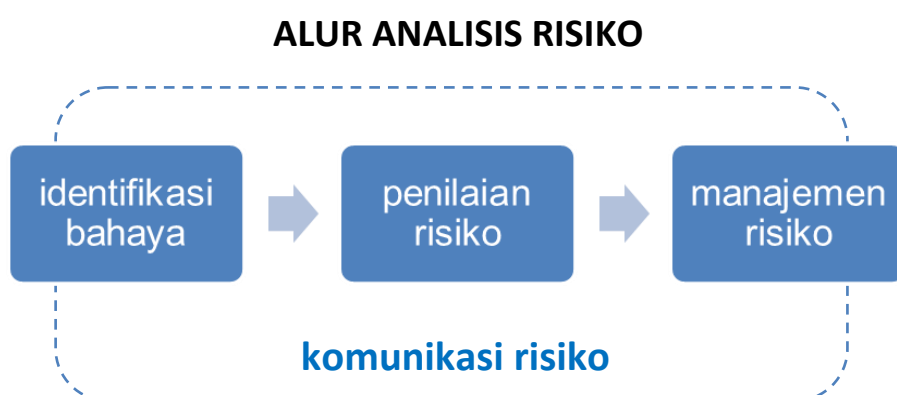 ALUR ANALISIS RISIKO
identifikasi
bahaya
penilaian
risiko
manajemen
risiko
komunikasi risiko